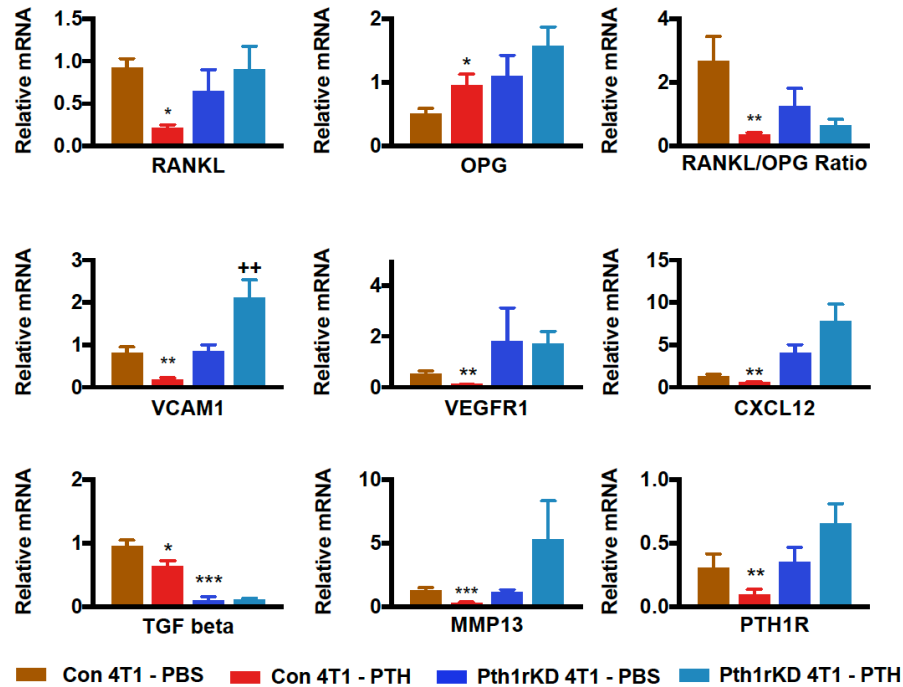 Relative mRNA
1.5
1.0
0.5
0.0
*
RANKL
Relative mRNA
2
1
0
*
OPG
Relative mRNA
4
2
0
**
RANKL/OPG Ratio
Relative mRNA
3
2
1
0
**
++
VCAM1
Relative mRNA
4
2
0
**
VEGFR1
Relative mRNA
15
10
5
0
**
CXCL12
Relative mRNA
2
1
0
*
***
TGF beta
Relative mRNA
10
5
0
***
MMP13
Relative mRNA
1.0
0.5
0.0
**
PTH1R
Con 4T1 - PBS
Con 4T1 - PTH
Pth1rKD 4T1 - PBS
Pth1rKD 4T1 - PTH